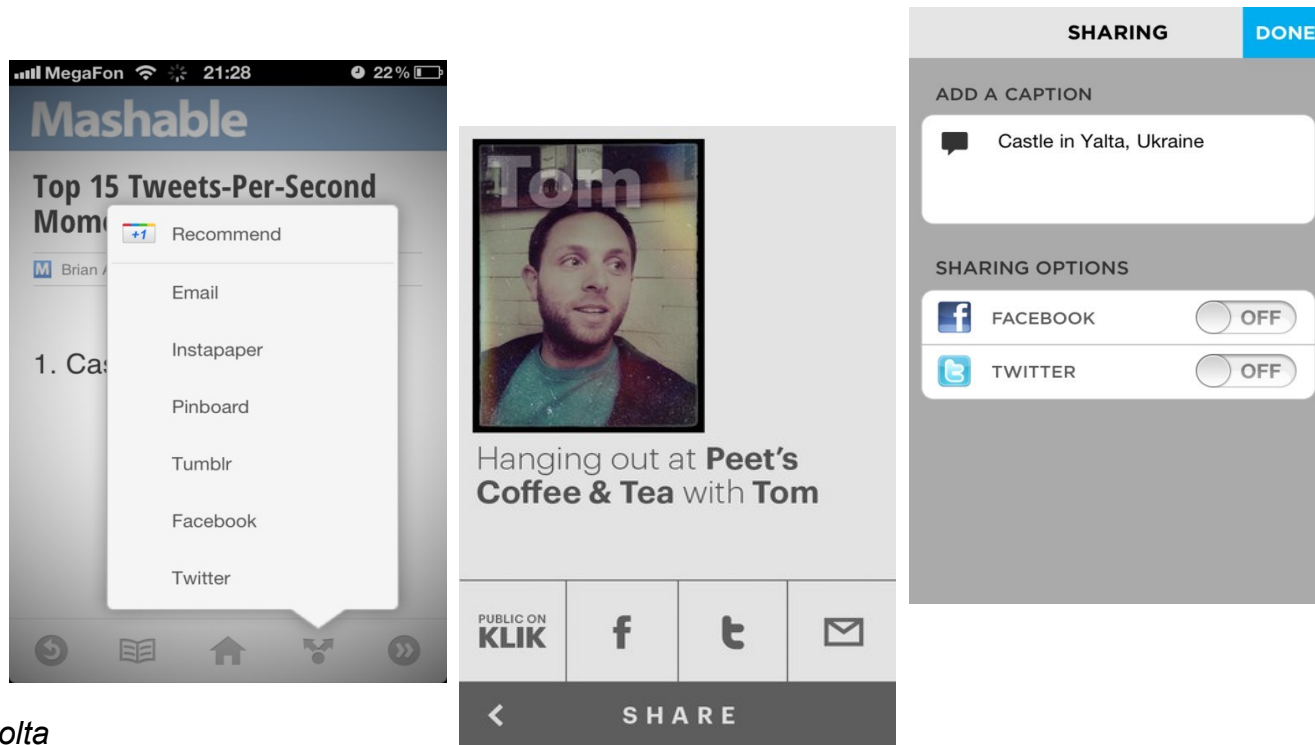 MegaFon 21:28 22%
Mashable
Top 15 Tweets-Per-Second
Mom
M Brian
+1 Recommend
Email
Instapaper
Pinboard
Tumblr
Facebook
Twitter
1. Cas
Tom
Hanging out at Peet's
Coffee & Tea with Tom
PUBLIC ON
KLIK
f
t
SHARE
SHARING DONE
ADD A CAPTION
Castle in Yalta, Ukraine
SHARING OPTIONS
f FACEBOOK OFF
t TWITTER OFF
olta